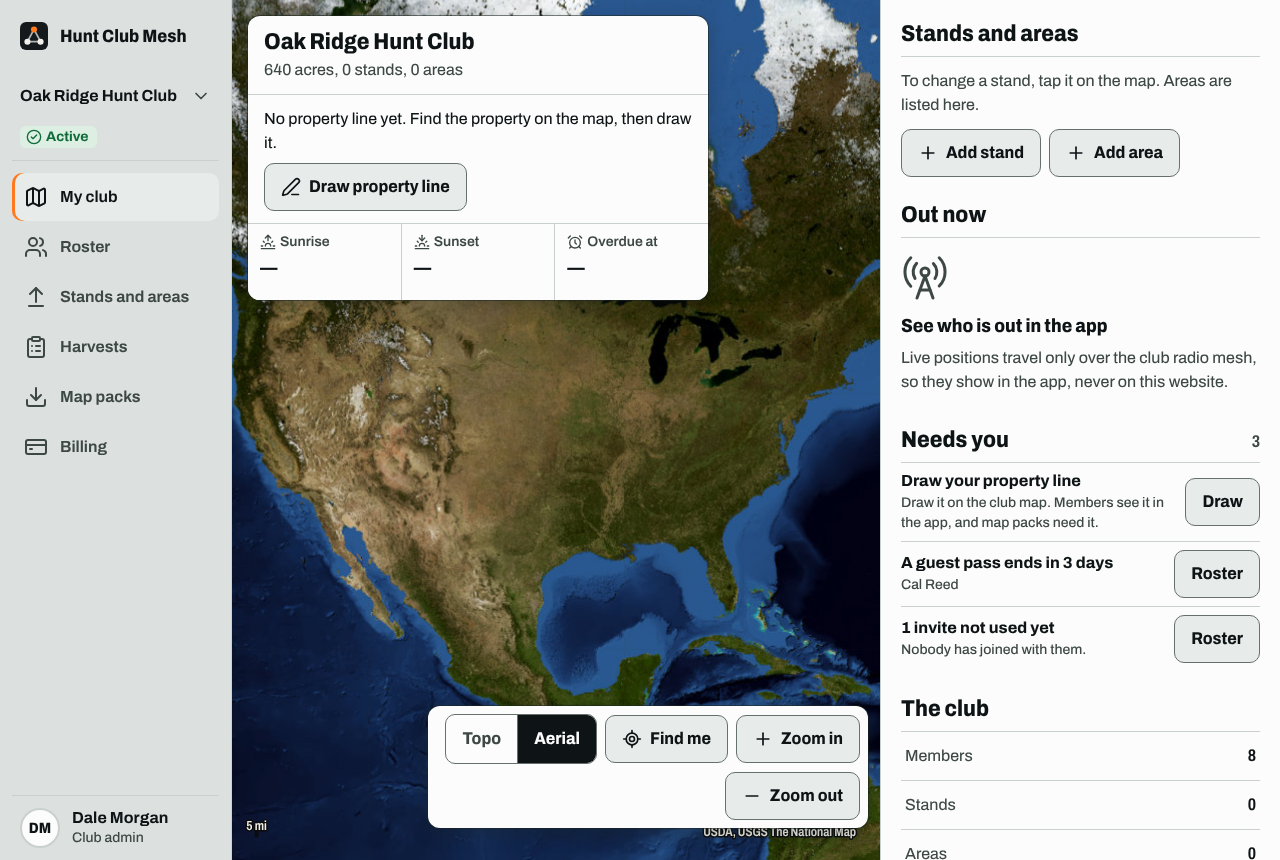 Hunt Club Mesh
Oak Ridge Hunt Club
Active
My club
Roster
Stands and areas
Harvests
Map packs
Billing
DM
Dale Morgan
Club admin
Oak Ridge Hunt Club
640 acres, 0 stands, 0 areas
No property line yet. Find the property on the map, then draw
it.
Draw property line
Sunrise
—
Sunset
—
Overdue at
—
Topo
Aerial
Find me
Zoom in
Zoom out
5 mi
USDA, USGS The National Map
Stands and areas
To change a stand, tap it on the map. Areas are
listed here.
Add stand
Add area
Out now
See who is out in the app
Live positions travel only over the club radio mesh,
so they show in the app, never on this website.
Needs you
3
Draw your property line
Draw it on the club map. Members see it in
the app, and map packs need it.
Draw
A guest pass ends in 3 days
Cal Reed
Roster
1 invite not used yet
Nobody has joined with them.
Roster
The club
Members
8
Stands
0
Areas
0